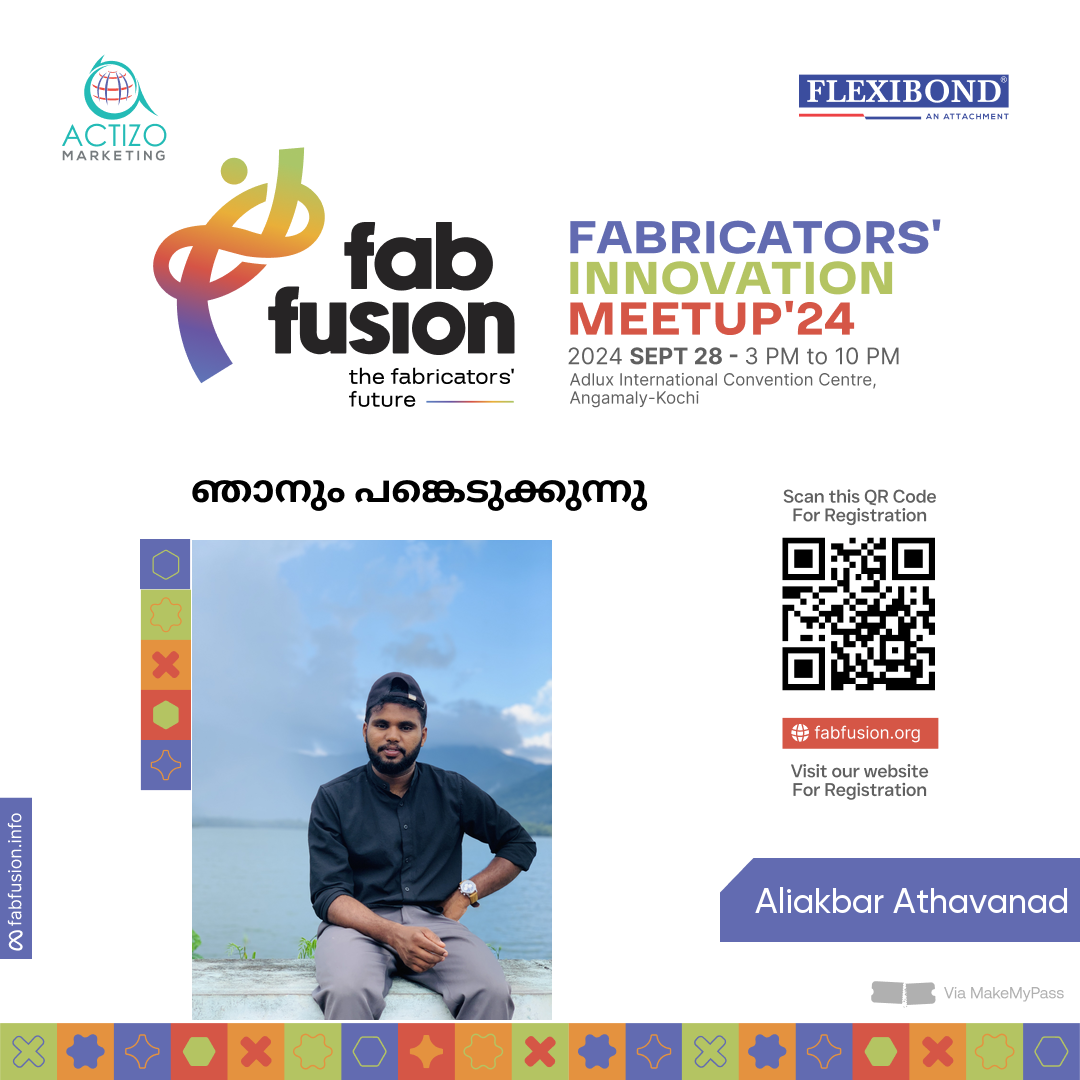 ACTIZO
MARKETING
FLEXIBOND®
AN ATTACHMENT
fab
fusion
the fabricators'
future
FABRICATORS'
INNOVATION
MEETUP'24
2024 SEPT 28 - 3 PM to 10 PM
Adlux International Convention Centre,
Angamaly-Kochi
ഞാനും പങ്കെടുക്കുന്നു
Scan this QR Code
For Registration
fabfusion.org
Visit our website
For Registration
fabfusion.info
Aliakbar Athavanad
Via MakeMyPass